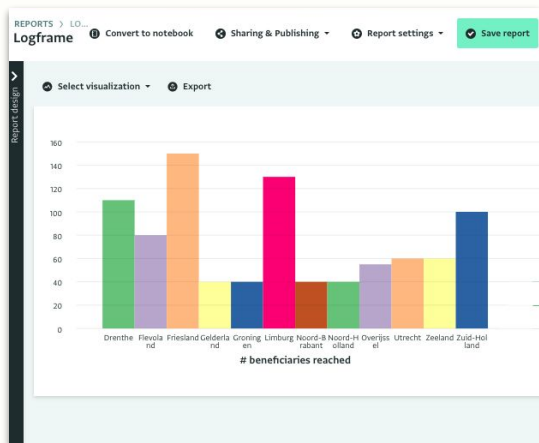 REPORTS > LO...
Logframe
Convert to notebook
Sharing & Publishing
Report settings
Save report
Report design
Select visualization
Export
160
140
120
100
80
60
40
20
0
Drenthe Flevola Friesland Gelderla Groning Limburg Noord-B Noord-H Overijss Utrecht Zeeland Zuid-Hol
nd nd en rabant olland el lland
# beneficiaries reached